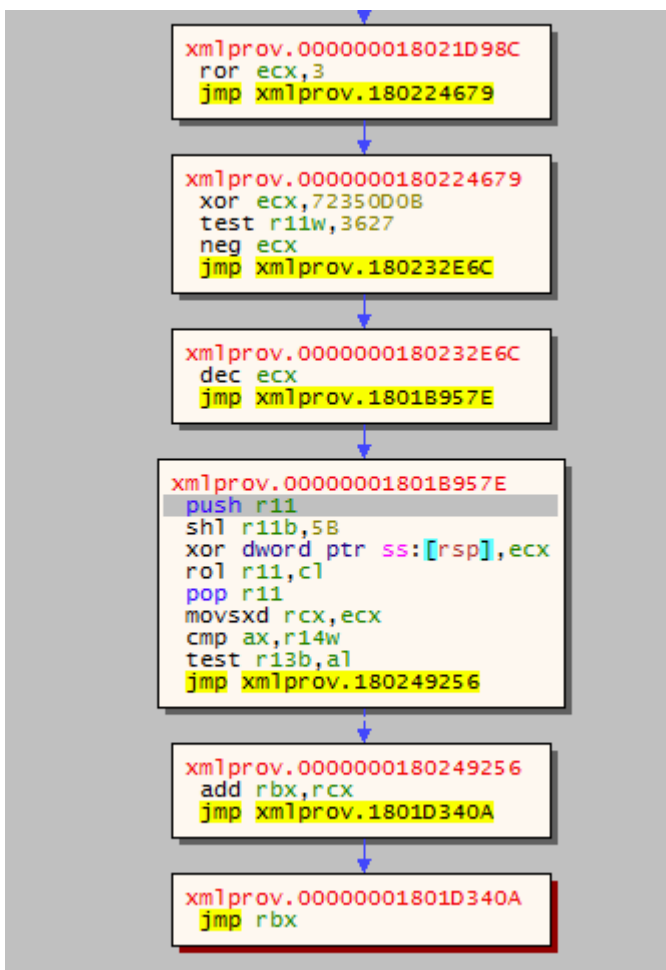 xmlprov.000000018021D98C
ror ecx,3
jmp xmlprov.180224679
xmlprov.0000000180224679
xor ecx,72350D0B
test r11w,3627
neg ecx
jmp xmlprov.180232E6C
xmlprov.0000000180232E6C
dec ecx
jmp xmlprov.1801B957E
xmlprov.00000001801B957E
push r11
shl r11b,5B
xor dword ptr ss:[rsp],ecx
rol r11,cl
pop r11
movsxd rcx,ecx
cmp ax,r14w
test r13b,al
jmp xmlprov.180249256
xmlprov.0000000180249256
add rbx,rcx
jmp xmlprov.1801D340A
xmlprov.00000001801D340A
jmp rbx